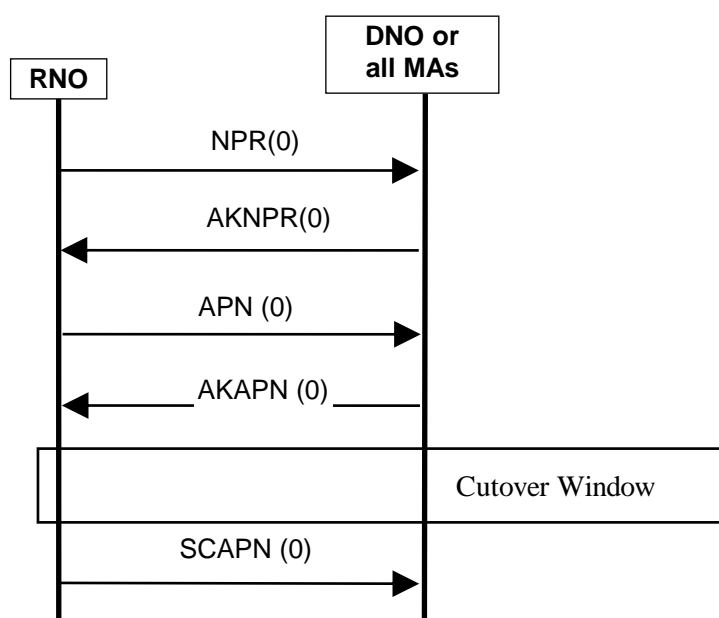 DNO or
all MAs
RNO
NPR(0)
AKNPR(0)
APN (0)
AKAPN (0)
Cutover Window
SCAPN (0)